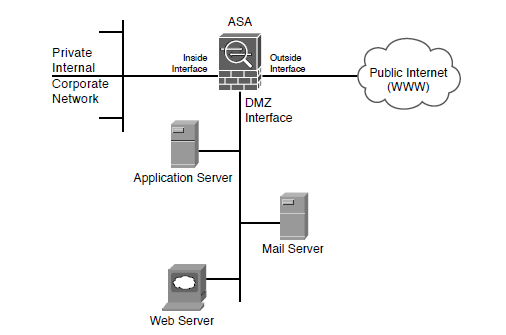 ASA
Private
Internal
Corporate
Network
Inside
Interface
Outside
Interface
Public Internet
(WWW)
DMZ
Interface
Application Server
Mail Server
Web Server